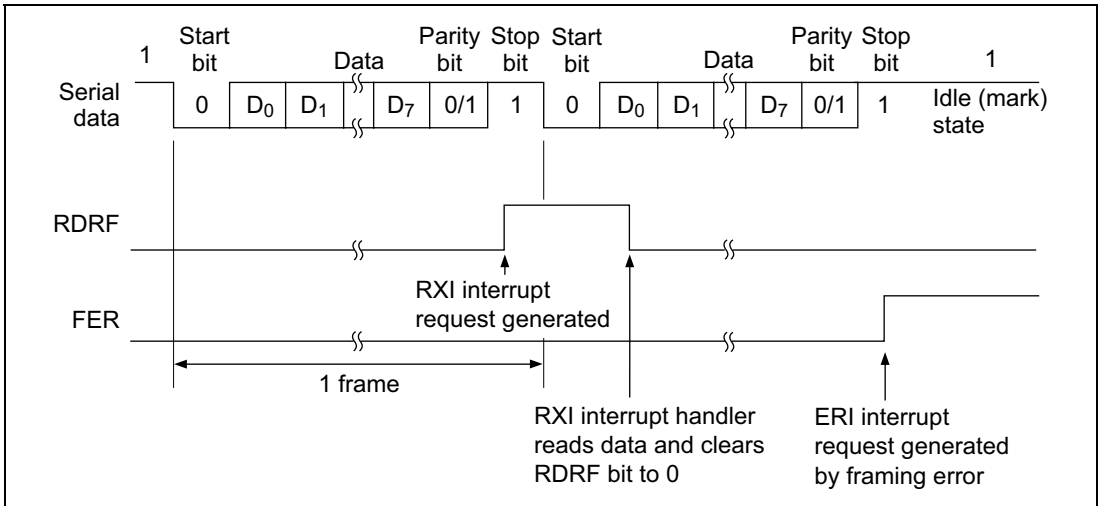 1 Start bit Data Parity bit Stop bit Start bit Data Parity bit Stop bit 1
Serial data 0 D0 D1 D7 0/1 1 0 D0 D1 D7 0/1 1 Idle (mark) state
RDRF
RXI interrupt
request generated
FER
1 frame
RXI interrupt handler
reads data and clears
RDRF bit to 0
ERI interrupt
request generated
by framing error